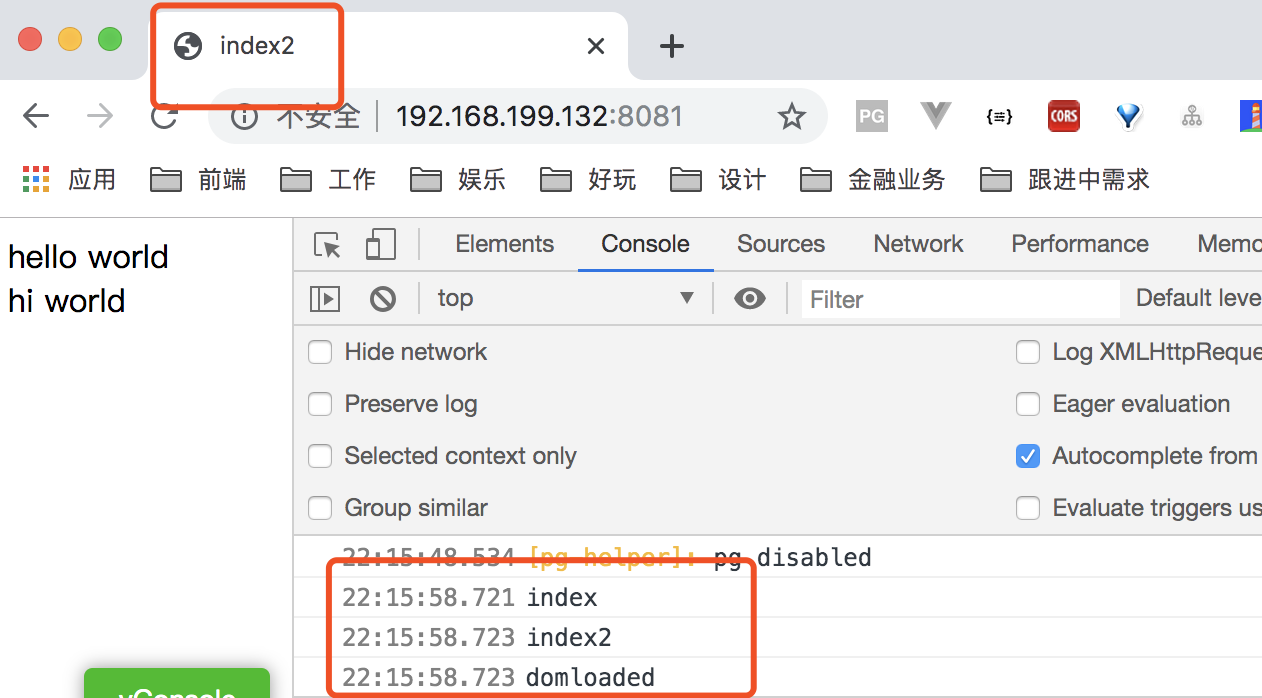 index2
不安全 192.168.199.132:8081 PG CORS
应用 前端 工作 娱乐 好玩 设计 金融业务 跟进中需求
hello world
hi world
Elements Console Sources Network Performance
top Filter Default
Hide network Log
Preserve log Eager evaluation
Selected context only Autocomplete from
Group similar Evaluate triggers
22:15:48.534 [pg helper]: pg disabled
22:15:58.721 index
22:15:58.723 index2
22:15:58.723 domloaded
vConsole